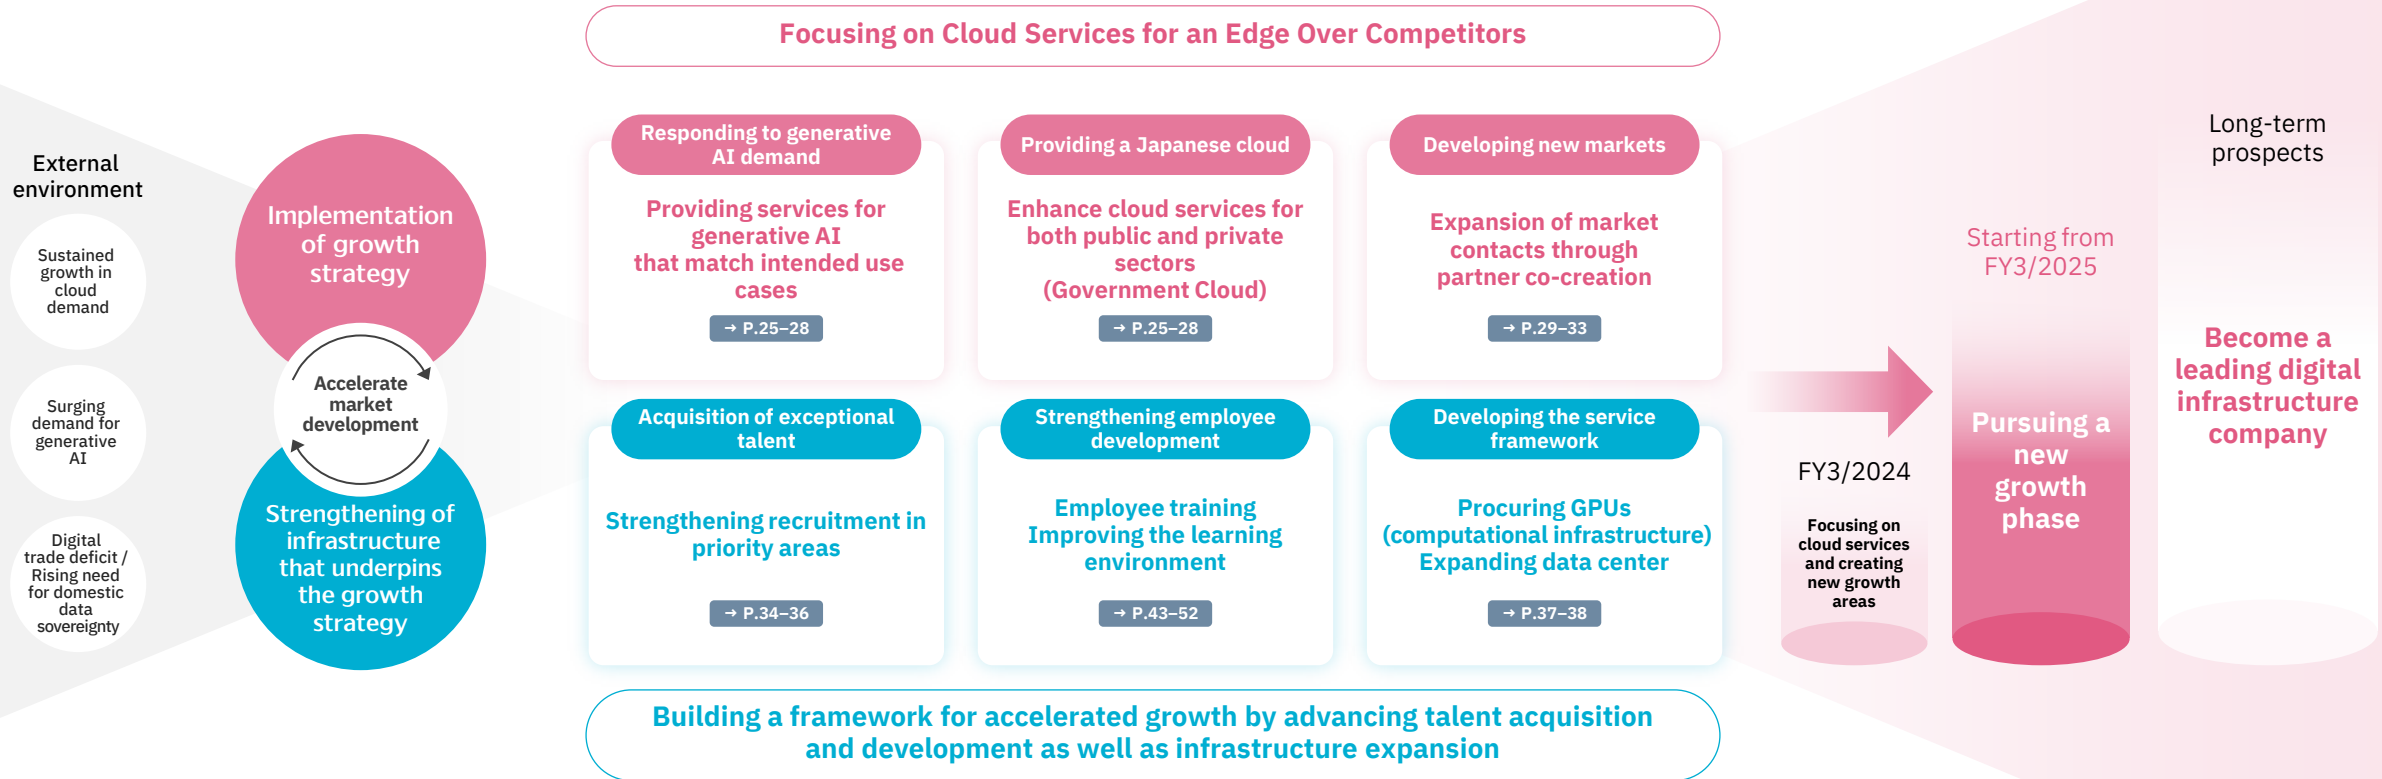 Focusing on Cloud Services for an Edge Over Competitors
External
environment
Sustained
growth in
cloud
demand
Surging
demand for
generative
AI
Digital
trade deficit /
Rising need
for domestic
data
sovereignty
Implementation
of growth
strategy
Accelerate
market
development
Strengthening of
infrastructure
that underpins
the growth
strategy
Responding to generative
AI demand
Providing services for
generative AI
that match intended use
cases
→ P.25–28
Providing a Japanese cloud
Enhance cloud services for
both public and private
sectors
(Government Cloud)
→ P.25–28
Developing new markets
Expansion of market
contacts through
partner co-creation
→ P.29–33
Acquisition of exceptional
talent
Strengthening recruitment in
priority areas
→ P.34–36
Strengthening employee
development
Employee training
Improving the learning
environment
→ P.43–52
Developing the service
framework
Procuring GPUs
(computational infrastructure)
Expanding data center
→ P.37–38
Building a framework for accelerated growth by advancing talent acquisition
and development as well as infrastructure expansion
FY3/2024
Focusing on
cloud services
and creating
new growth
areas
Starting from
FY3/2025
Pursuing a
new
growth
phase
Long-term
prospects
Become a
leading digital
infrastructure
company